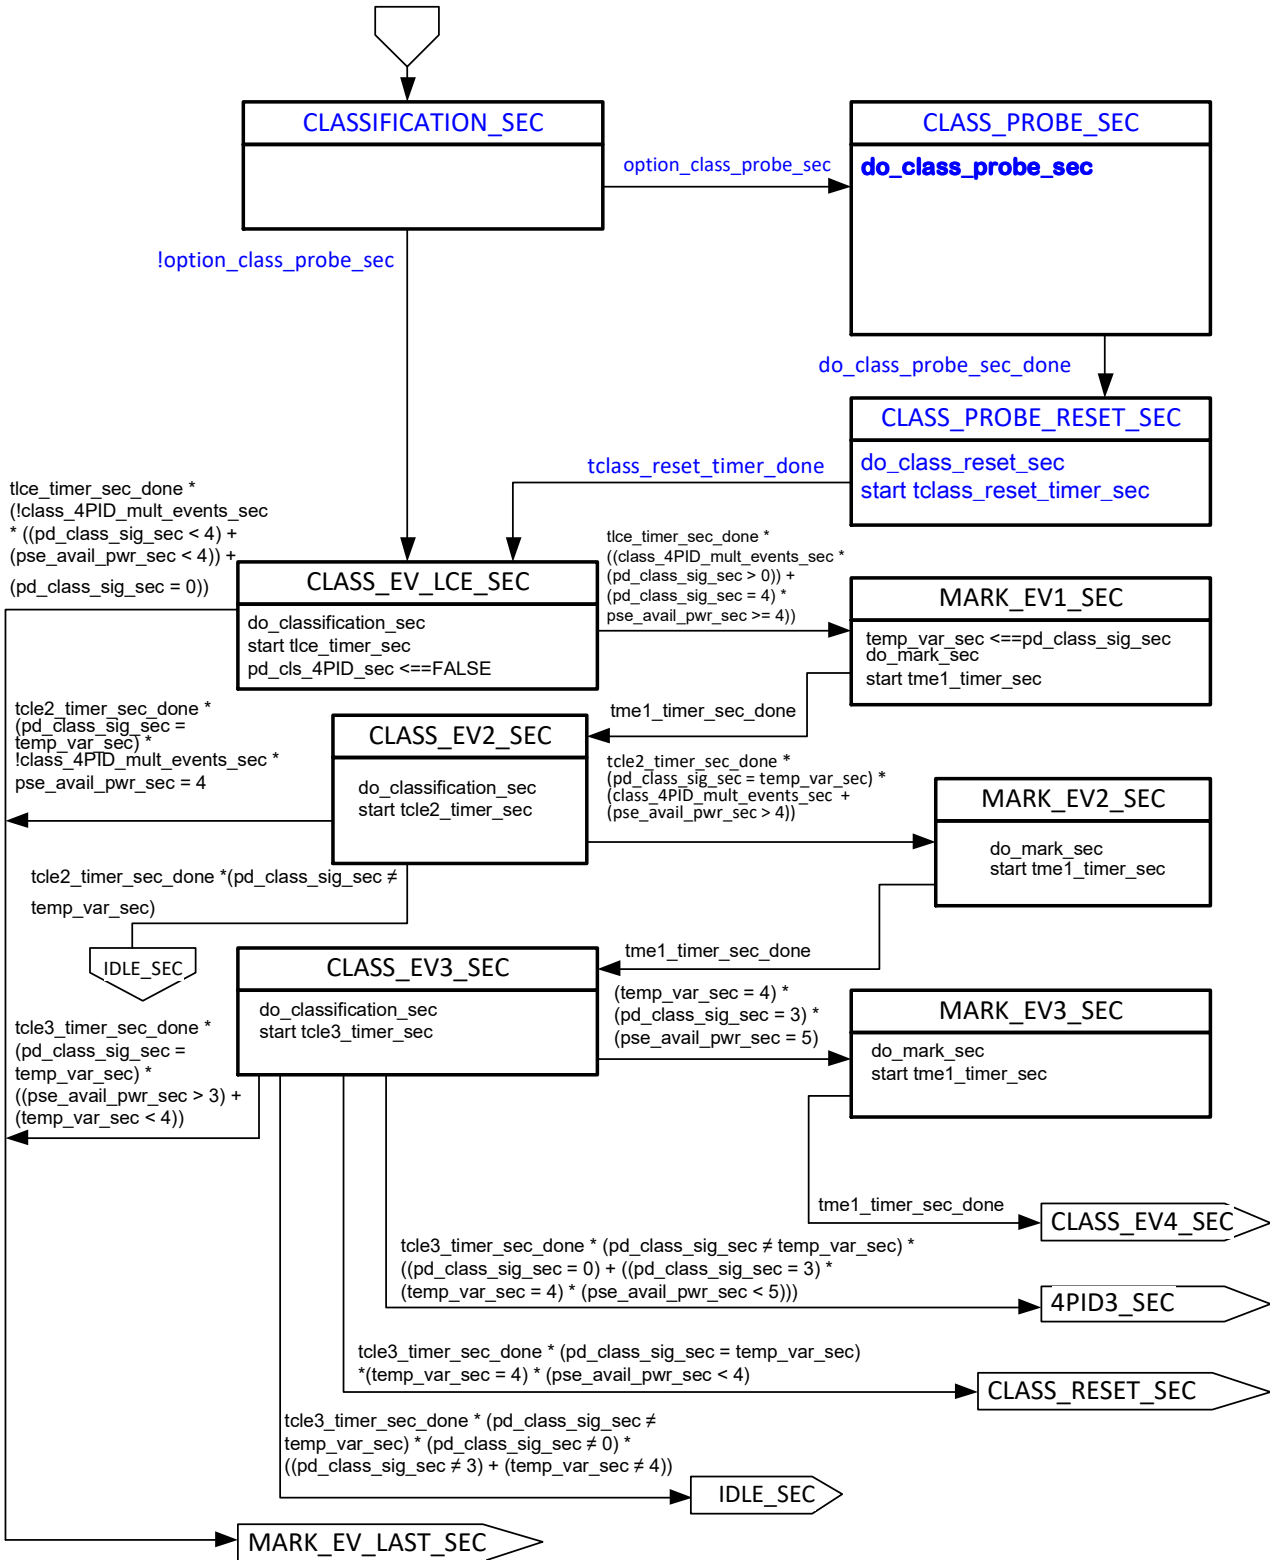 CLASSIFICATION_SEC
CLASS_PROBE_SEC
option_class_probe_sec
do_class_probe_sec
!option_class_probe_sec
do_class_probe_sec_done
CLASS_PROBE_RESET_SEC
tclass_reset_timer_done
do_class_reset_sec
start tclass_reset_timer_sec
tlce_timer_sec_done *
(!class_4PID_mult_events_sec
* ((pd_class_sig_sec < 4) +
(pse_avail_pwr_sec < 4)) +
(pd_class_sig_sec = 0))
CLASS_EV_LCE_SEC
do_classification_sec
start tlce_timer_sec
pd_cls_4PID_sec <==FALSE
tlce_timer_sec_done *
((class_4PID_mult_events_sec *
(pd_class_sig_sec > 0)) +
(pd_class_sig_sec = 4) *
pse_avail_pwr_sec >= 4))
MARK_EV1_SEC
temp_var_sec <==pd_class_sig_sec
do_mark_sec
start tme1_timer_sec
tme1_timer_sec_done
tcle2_timer_sec_done *
(pd_class_sig_sec =
temp_var_sec) *
!class_4PID_mult_events_sec *
pse_avail_pwr_sec = 4
CLASS_EV2_SEC
do_classification_sec
start tcle2_timer_sec
tcle2_timer_sec_done *
(pd_class_sig_sec = temp_var_sec) *
(class_4PID_mult_events_sec +
(pse_avail_pwr_sec > 4))
MARK_EV2_SEC
do_mark_sec
start tme1_timer_sec
tcle2_timer_sec_done *(pd_class_sig_sec ≠
temp_var_sec)
IDLE_SEC
tme1_timer_sec_done
CLASS_EV3_SEC
do_classification_sec
start tcle3_timer_sec
(temp_var_sec = 4) *
(pd_class_sig_sec = 3) *
(pse_avail_pwr_sec = 5)
MARK_EV3_SEC
do_mark_sec
start tme1_timer_sec
tcle3_timer_sec_done *
(pd_class_sig_sec =
temp_var_sec) *
((pse_avail_pwr_sec > 3) +
(temp_var_sec < 4))
tme1_timer_sec_done
CLASS_EV4_SEC
tcle3_timer_sec_done * (pd_class_sig_sec ≠ temp_var_sec) *
((pd_class_sig_sec = 0) + ((pd_class_sig_sec = 3) *
(temp_var_sec = 4) * (pse_avail_pwr_sec < 5)))
4PID3_SEC
tcle3_timer_sec_done * (pd_class_sig_sec = temp_var_sec)
*(temp_var_sec = 4) * (pse_avail_pwr_sec < 4)
CLASS_RESET_SEC
tcle3_timer_sec_done * (pd_class_sig_sec ≠
temp_var_sec) * (pd_class_sig_sec ≠ 0) *
((pd_class_sig_sec ≠ 3) + (temp_var_sec ≠ 4))
IDLE_SEC
MARK_EV_LAST_SEC